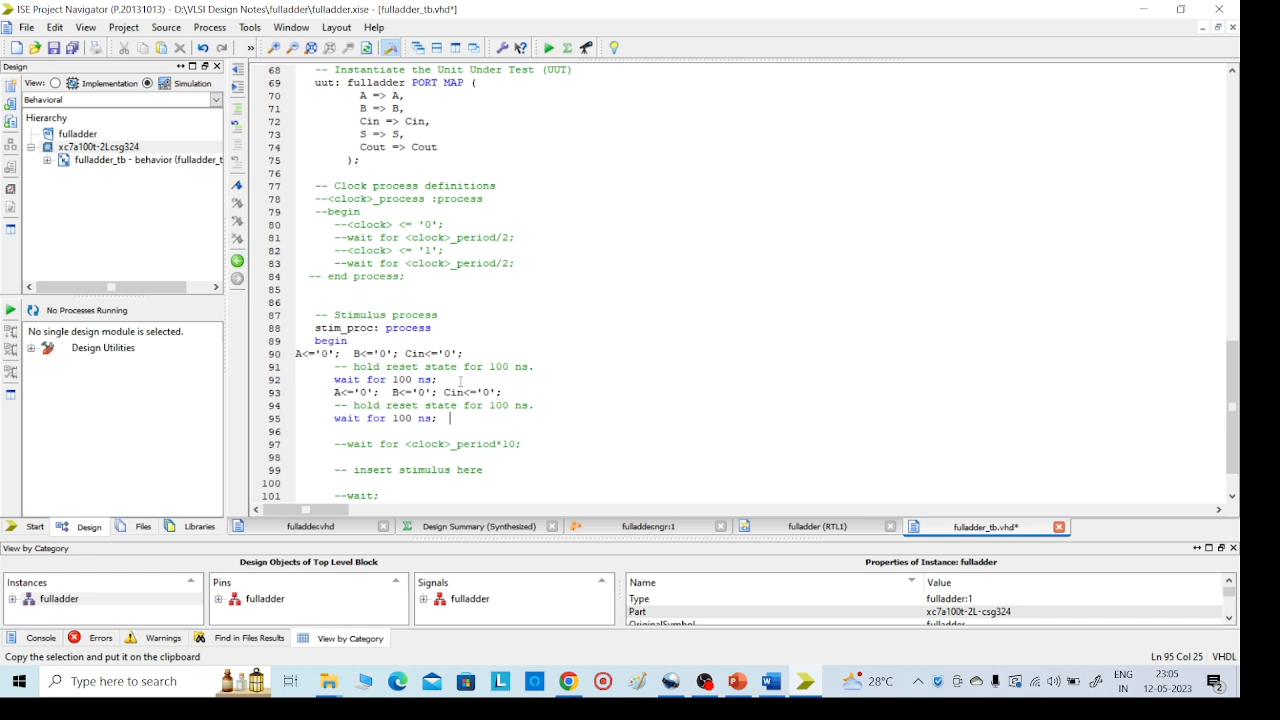 ISE Project Navigator (P.20131013) - D:\VLSI Design Notes\fulladder\fulladder.xise - [fulladder_tb.vhd*]
File Edit View Project Source Process Tools Window Layout Help
Design
View: Implementation Simulation
Behavioral
Hierarchy
fulladder
xc7a100t-2Lcsg324
fulladder_tb - behavior (fulladder_t
No Processes Running
No single design module is selected.
Design Utilities
68 -- Instantiate the Unit Under Test (UUT)
69 uut: fulladder PORT MAP (
70 A => A,
71 B => B,
72 Cin => Cin,
73 S => S,
74 Cout => Cout
75 );
76
77 -- Clock process definitions
78 --<clock>_process :process
79 --begin
80 --<clock> <= '0';
81 --wait for <clock>_period/2;
82 --<clock> <= '1';
83 --wait for <clock>_period/2;
84 -- end process;
85
86
87 -- Stimulus process
88 stim_proc: process
89 begin
90 A<='0'; B<='0'; Cin<='0';
91 -- hold reset state for 100 ns.
92 wait for 100 ns;
93 A<='0'; B<='0'; Cin<='0';
94 -- hold reset state for 100 ns.
95 wait for 100 ns;
96
97 --wait for <clock>_period*10;
98
99 -- insert stimulus here
100
101 --wait;
Start Design Files Libraries
fulladder.vhd Design Summary (Synthesized) fulladder.ngr:1 fulladder (RTL1) fulladder_tb.vhd*
View by Category
Design Objects of Top Level Block Properties of Instance: fulladder
Instances Pins Signals Name Value
fulladder fulladder fulladder Type fulladder:1
Part xc7a100t-2L-csg324
OriginalSymbol fulladder
Console Errors Warnings Find in Files Results View by Category
Copy the selection and put it on the clipboard Ln 95 Col 25 VHDL
Type here to search 28°C ENG 23:05
IN 12-05-2023 2